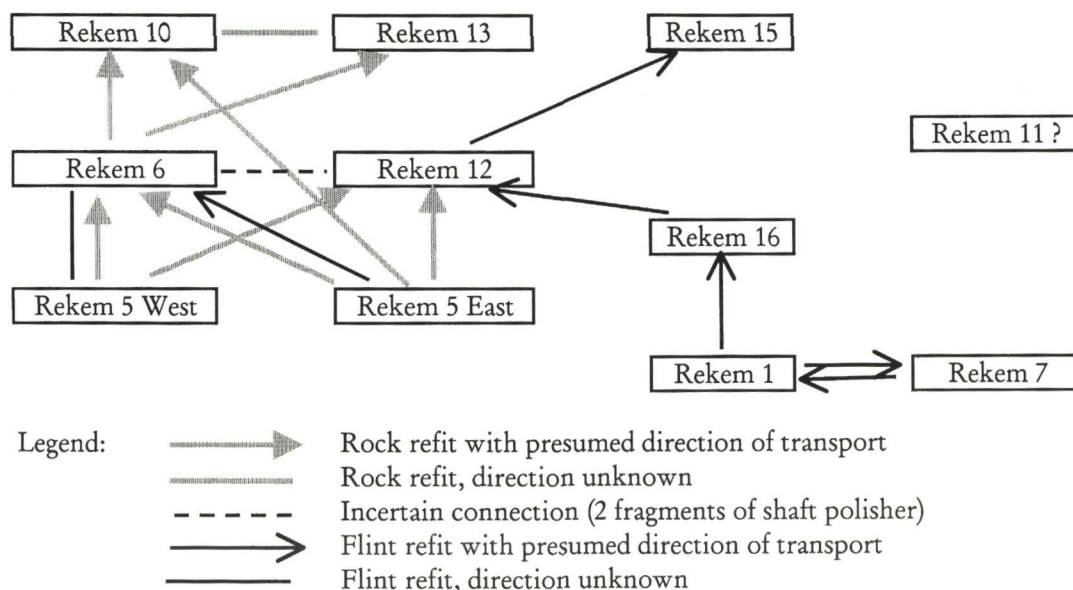 Rekem 10
Rekem 13
Rekem 15
Rekem 11 ?
Rekem 6
Rekem 12
Rekem 16
Rekem 5 West
Rekem 5 East
Rekem 1
Rekem 7
Legend:
Rock refit with presumed direction of transport
Rock refit, direction unknown
Incertain connection (2 fragments of shaft polisher)
Flint refit with presumed direction of transport
Flint refit, direction unknown